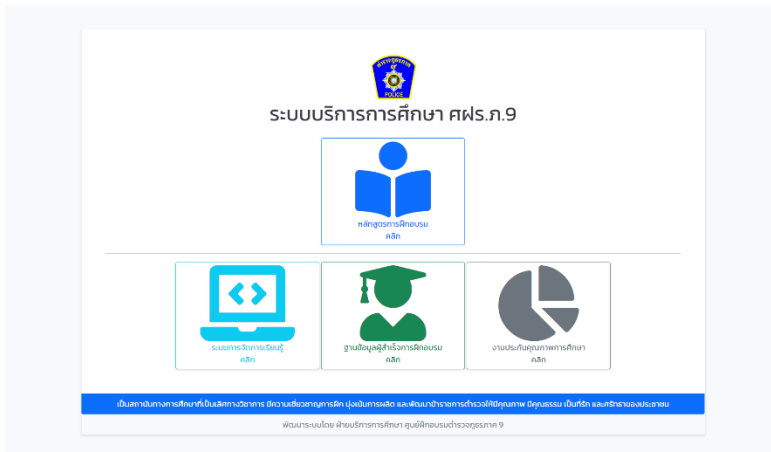 ตำรวจภูธรภาค ๙
POLICE
ระบบบริการการศึกษา ศฝร.ภ.9
หลักสูตรการฝึกอบรม
คลิก
ระบบการจัดการเรียนรู้
คลิก
ฐานข้อมูลผู้สำเร็จการฝึกอบรม
คลิก
งานประกันคุณภาพการศึกษา
คลิก
เป็นสถาบันทางการศึกษาที่เป็นเลิศทางวิชาการ มีความเชี่ยวชาญการฝึก มุ่งเน้นการผลิต และพัฒนาข้าราชการตำรวจให้มีคุณภาพ มีคุณธรรม เป็นที่รัก และศรัทธาของประชาชน
พัฒนาระบบโดย ฝ่ายบริการการศึกษา ศูนย์ฝึกอบรมตำรวจภูธรภาค 9